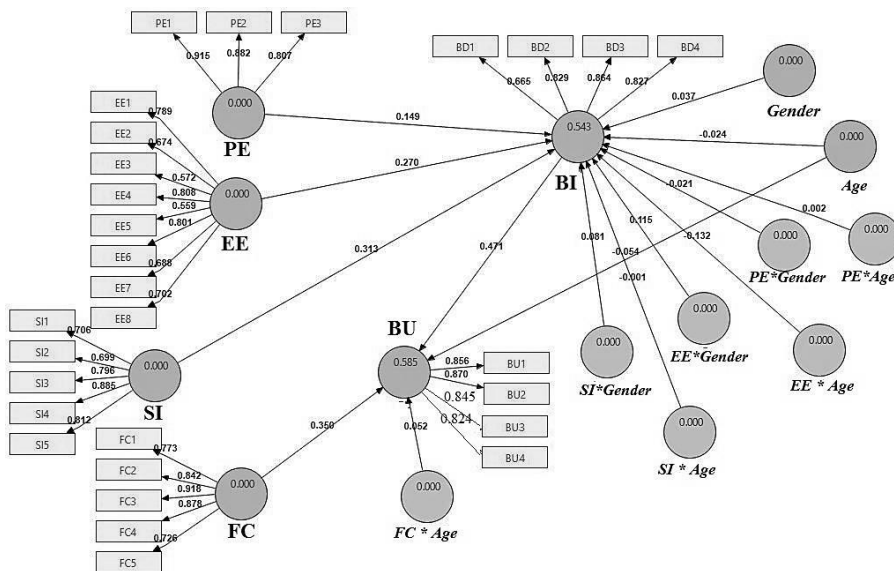 PE1 PE2 PE3
0.915 0.882 0.807
0.000
PE
0.149
BD1 BD2 BD3 BD4
0.665 0.829 0.864 0.827
0.543
BI
0.000
Gender
0.037
0.000
Age
-0.024
EE1
EE2
EE3
EE4
EE5
EE6
EE7
EE8
0.789
0.674
0.572
0.808
0.559
0.801
0.688
0.702
0.000
EE
0.270
0.313
0.471
0.081
-0.054
-0.001
0.115
-0.132
-0.021
0.002
0.000
PE*Gender
0.000
PE*Age
0.000
EE*Gender
0.000
EE * Age
0.000
SI*Gender
0.000
SI * Age
SI1
SI2
SI3
SI4
SI5
0.706
0.699
0.796
0.885
0.812
0.000
SI
BU
0.585
0.856
0.870
0.845
0.824
BU1
BU2
BU3
BU4
0.350
0.052
FC1
FC2
FC3
FC4
FC5
0.773
0.842
0.918
0.878
0.726
0.000
FC
0.000
FC * Age